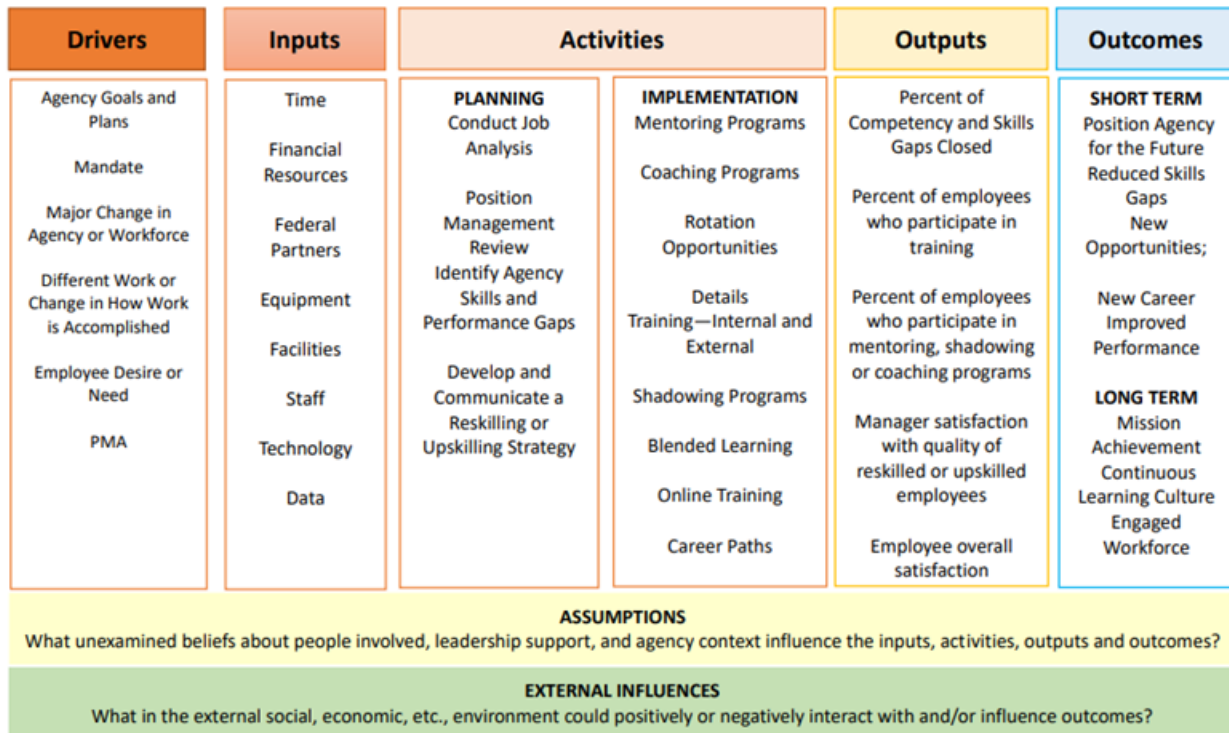 Drivers
Inputs
Activities
Outputs
Outcomes
Agency Goals and
Plans
Mandate
Major Change in
Agency or Workforce
Different Work or
Change in How Work
is Accomplished
Employee Desire or
Need
PMA
Time
Financial
Resources
Federal
Partners
Equipment
Facilities
Staff
Technology
Data
PLANNING
Conduct Job
Analysis
Position
Management
Review
Identify Agency
Skills and
Performance Gaps
Develop and
Communicate a
Reskilling or
Upskilling Strategy
IMPLEMENTATION
Mentoring Programs
Coaching Programs
Rotation
Opportunities
Details
Training—Internal and
External
Shadowing Programs
Blended Learning
Online Training
Career Paths
Percent of
Competency and Skills
Gaps Closed
Percent of employees
who participate in
training
Percent of employees
who participate in
mentoring, shadowing
or coaching programs
Manager satisfaction
with quality of
reskilled or upskilled
employees
Employee overall
satisfaction
SHORT TERM
Position Agency
for the Future
Reduced Skills
Gaps
New
Opportunities;
New Career
Improved
Performance
LONG TERM
Mission
Achievement
Continuous
Learning Culture
Engaged
Workforce
ASSUMPTIONS
What unexamined beliefs about people involved, leadership support, and agency context influence the inputs, activities, outputs and outcomes?
EXTERNAL INFLUENCES
What in the external social, economic, etc., environment could positively or negatively interact with and/or influence outcomes?